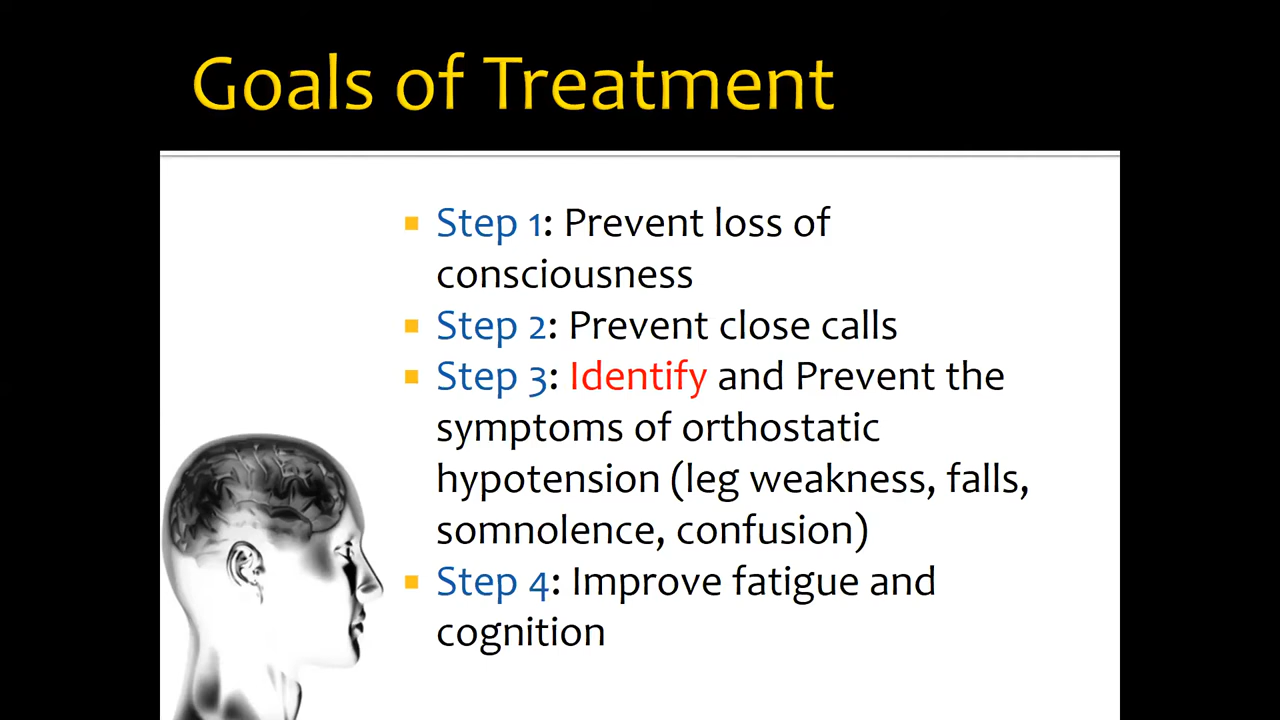 Goals of Treatment
Step 1: Prevent loss of
consciousness
Step 2: Prevent close calls
Step 3: Identify and Prevent the
symptoms of orthostatic
hypotension (leg weakness, falls,
somnolence, confusion)
Step 4: Improve fatigue and
cognition